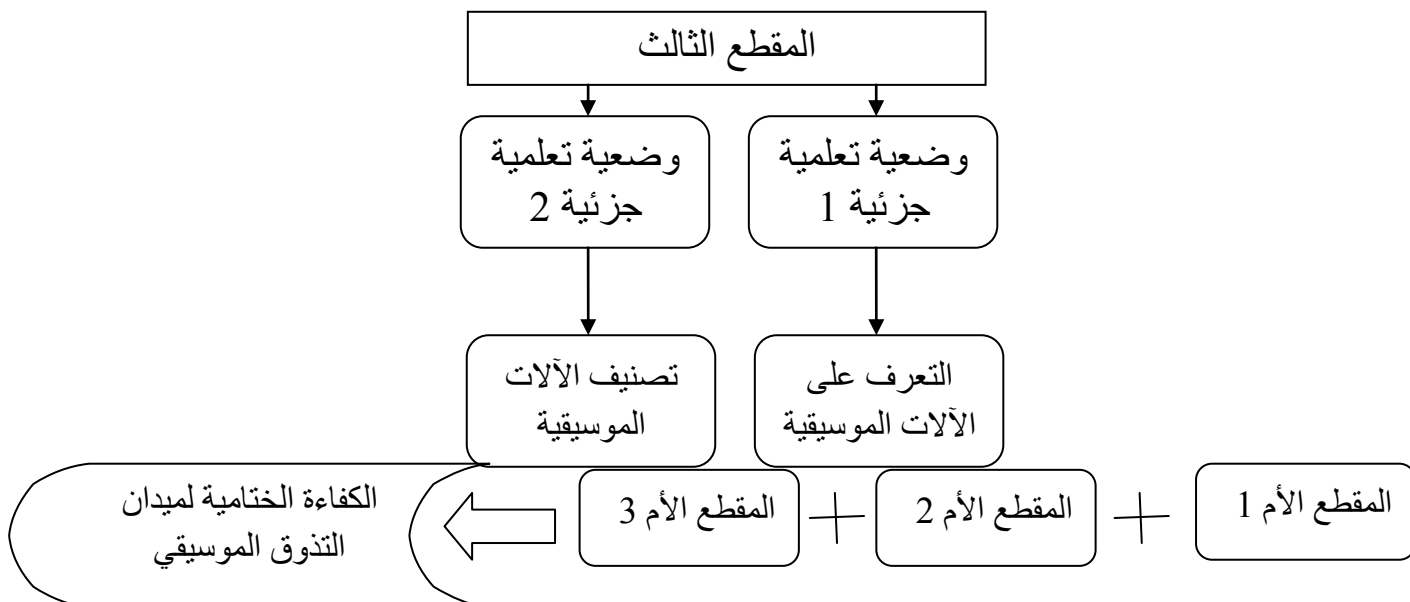 المقطع الثالث
وضعية تعلمية
جزئية 1
وضعية تعلمية
جزئية 2
التعرف على
الآلات الموسيقية
تصنيف الآلات
الموسيقية
المقطع الأم 1
المقطع الأم 2
المقطع الأم 3
الكفاءة الختامية لميدان
التذوق الموسيقي